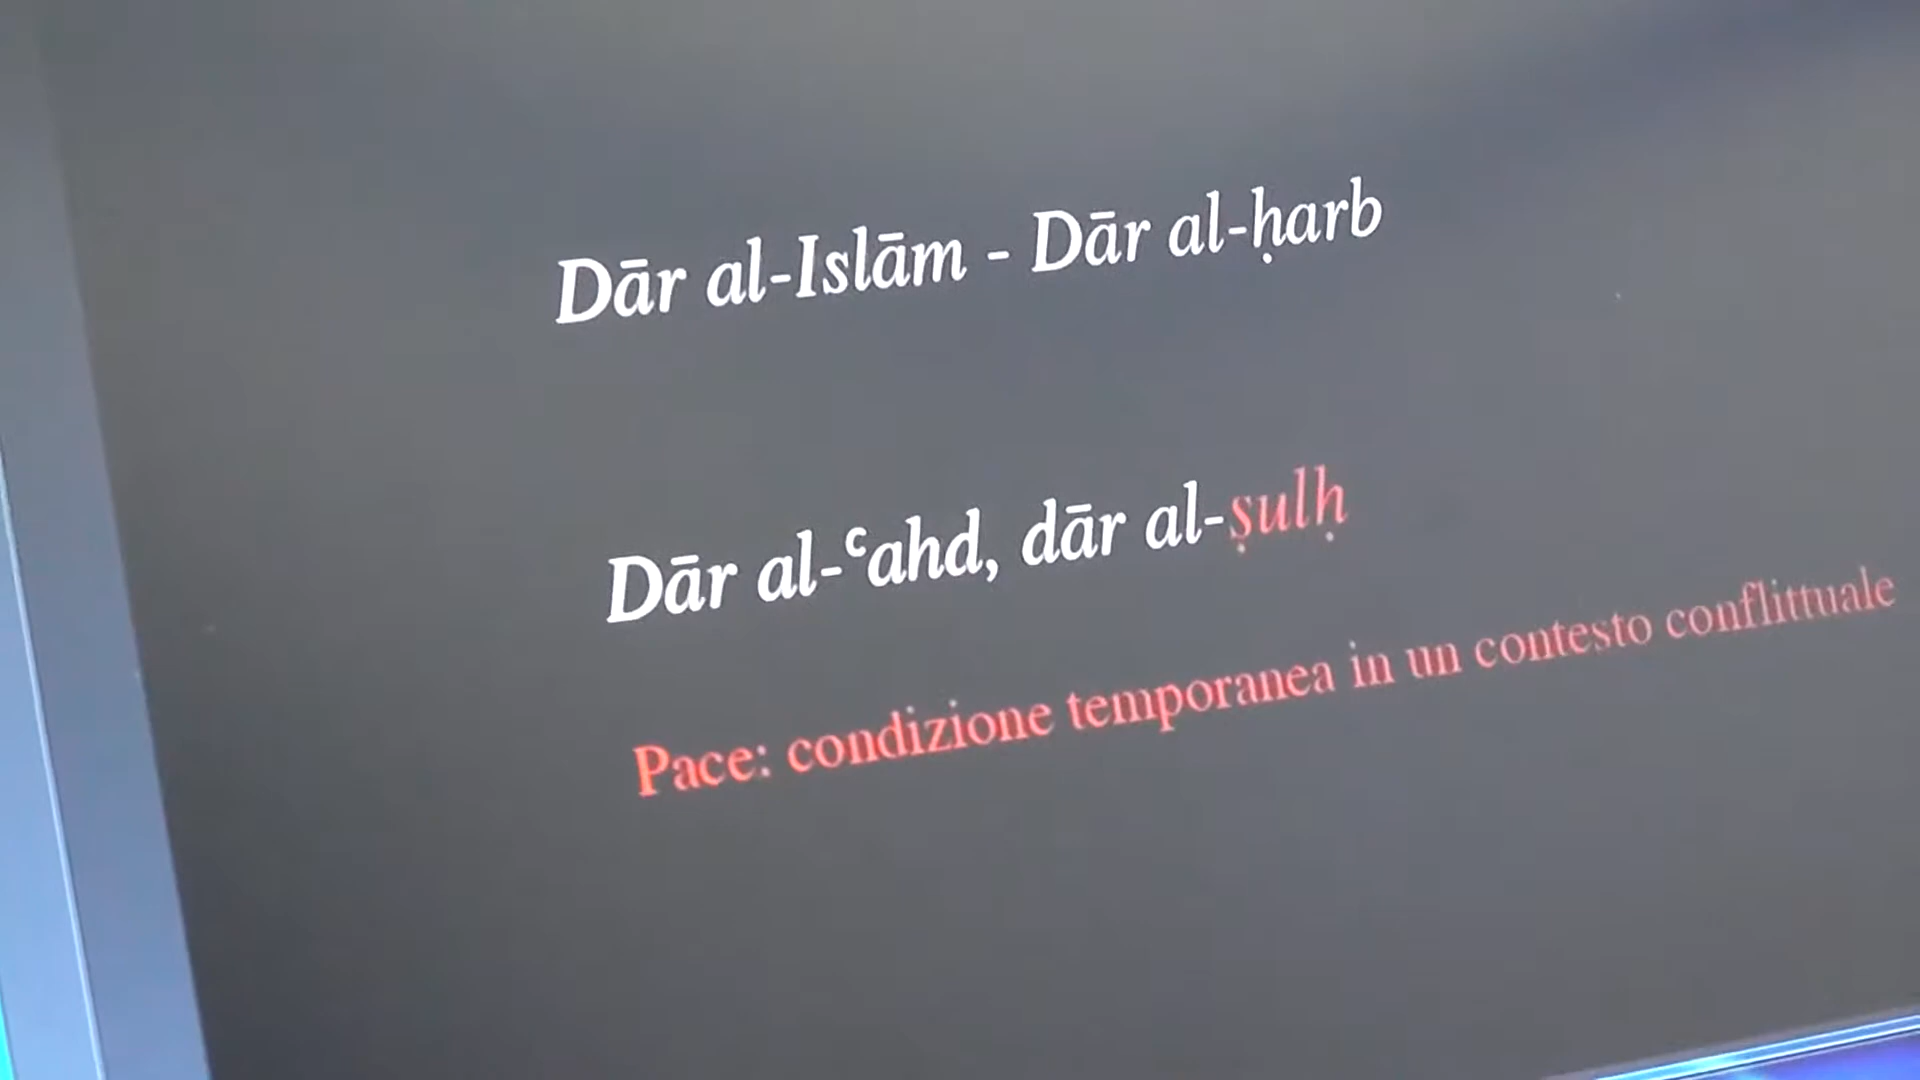 Dār al-Islām - Dār al-ḥarb
Dār al-ʿahd, dār al-ṣulḥ
Pace: condizione temporanea in un contesto conflittuale